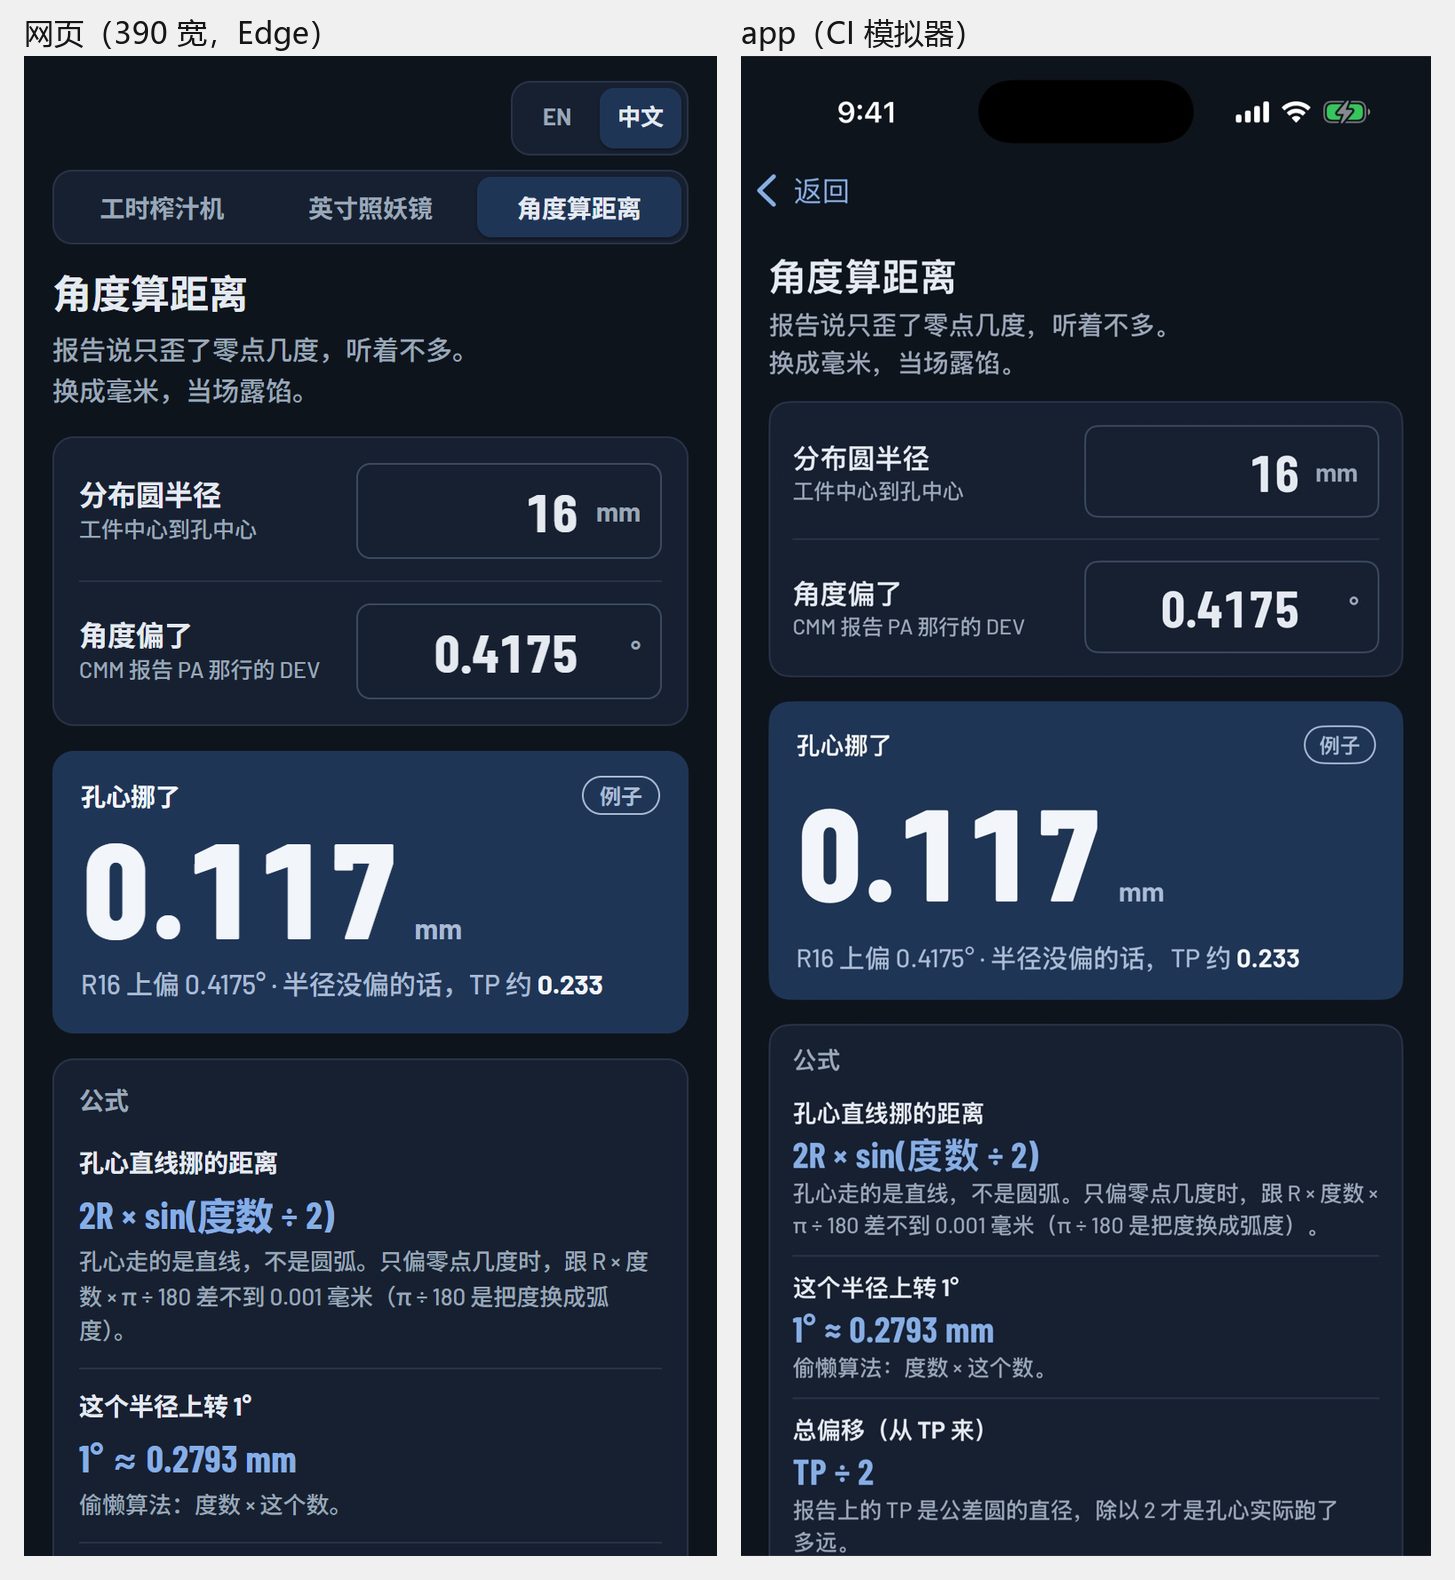 网页（390 宽，Edge）
EN 中文
工时榨汁机 英寸照妖镜 角度算距离
角度算距离
报告说只歪了零点几度，听着不多。
换成毫米，当场露馅。
分布圆半径
工件中心到孔中心
16 mm
角度偏了
CMM 报告 PA 那行的 DEV
0.4175 °
孔心挪了
例子
0.117 mm
R16 上偏 0.4175° · 半径没偏的话，TP 约 0.233
公式
孔心直线挪的距离
2R × sin(度数 ÷ 2)
孔心走的是直线，不是圆弧。只偏零点几度时，跟 R × 度
数 × π ÷ 180 差不到 0.001 毫米（π ÷ 180 是把度换成弧
度）。
这个半径上转 1°
1° ≈ 0.2793 mm
偷懒算法：度数 × 这个数。
app（CI 模拟器）
9:41
返回
角度算距离
报告说只歪了零点几度，听着不多。
换成毫米，当场露馅。
分布圆半径
工件中心到孔中心
16 mm
角度偏了
CMM 报告 PA 那行的 DEV
0.4175 °
孔心挪了
例子
0.117 mm
R16 上偏 0.4175° · 半径没偏的话，TP 约 0.233
公式
孔心直线挪的距离
2R × sin(度数 ÷ 2)
孔心走的是直线，不是圆弧。只偏零点几度时，跟 R × 度数 ×
π ÷ 180 差不到 0.001 毫米（π ÷ 180 是把度换成弧度）。
这个半径上转 1°
1° ≈ 0.2793 mm
偷懒算法：度数 × 这个数。
总偏移（从 TP 来）
TP ÷ 2
报告上的 TP 是公差圆的直径，除以 2 才是孔心实际跑了
多远。